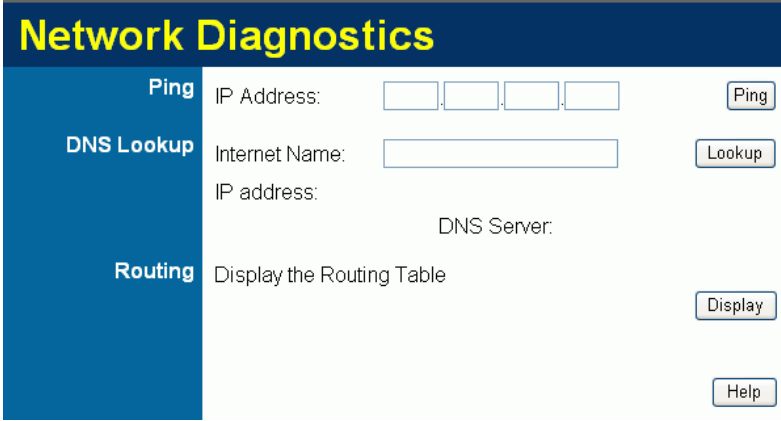 Network Diagnostics
Ping IP Address: . . . Ping
DNS Lookup Internet Name: Lookup
IP address:
DNS Server:
Routing Display the Routing Table
Display
Help